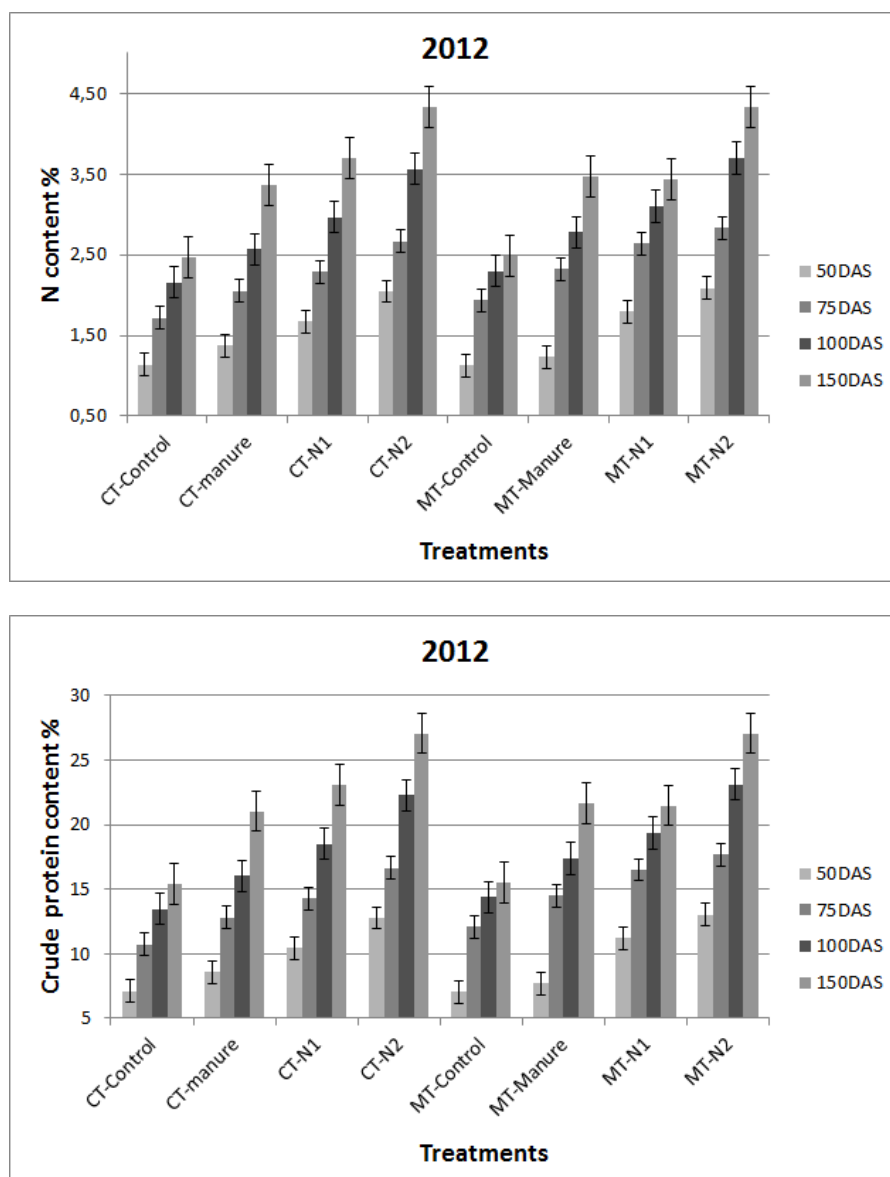 2012
4,50
3,50
2,50
1,50
0,50
N content %
50DAS
75DAS
100DAS
150DAS
CT-Control
CT-manure
CT-N1
CT-N2
MT-Control
MT-Manure
MT-N1
MT-N2
Treatments
2012
30
25
20
15
10
5
Crude protein content %
50DAS
75DAS
100DAS
150DAS
CT-Control
CT-manure
CT-N1
CT-N2
MT-Control
MT-Manure
MT-N1
MT-N2
Treatments